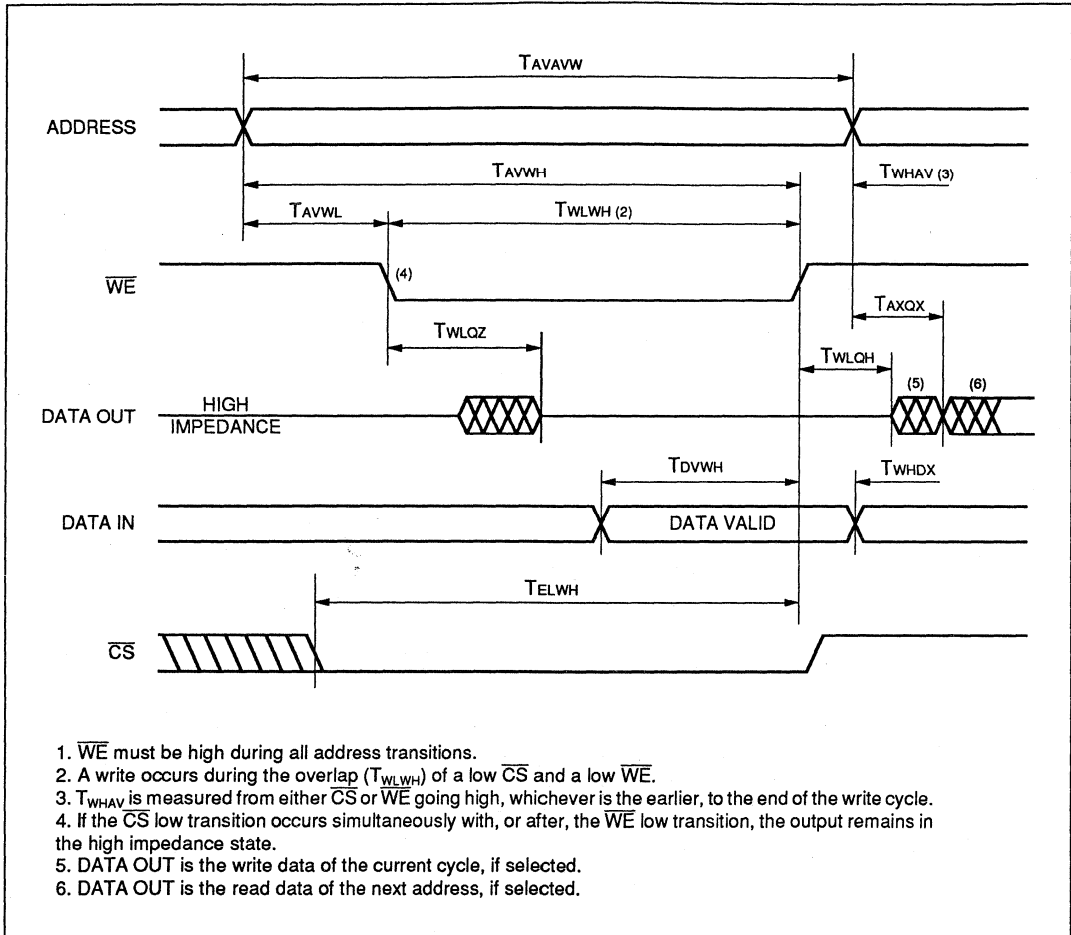 TAVAVW
ADDRESS
TAVWH
TWHAV (3)
TAVWL
TWLWH (2)
WE
(4)
TAXQX
TWLQZ
TWLQH
DATA OUT
HIGH
IMPEDANCE
(5)
(6)
TDVWH
TWHDX
DATA IN
DATA VALID
TELWH
CS
1. WE must be high during all address transitions.
2. A write occurs during the overlap (TWLWH) of a low CS and a low WE.
3. TWHAV is measured from either CS or WE going high, whichever is the earlier, to the end of the write cycle.
4. If the CS low transition occurs simultaneously with, or after, the WE low transition, the output remains in
the high impedance state.
5. DATA OUT is the write data of the current cycle, if selected.
6. DATA OUT is the read data of the next address, if selected.